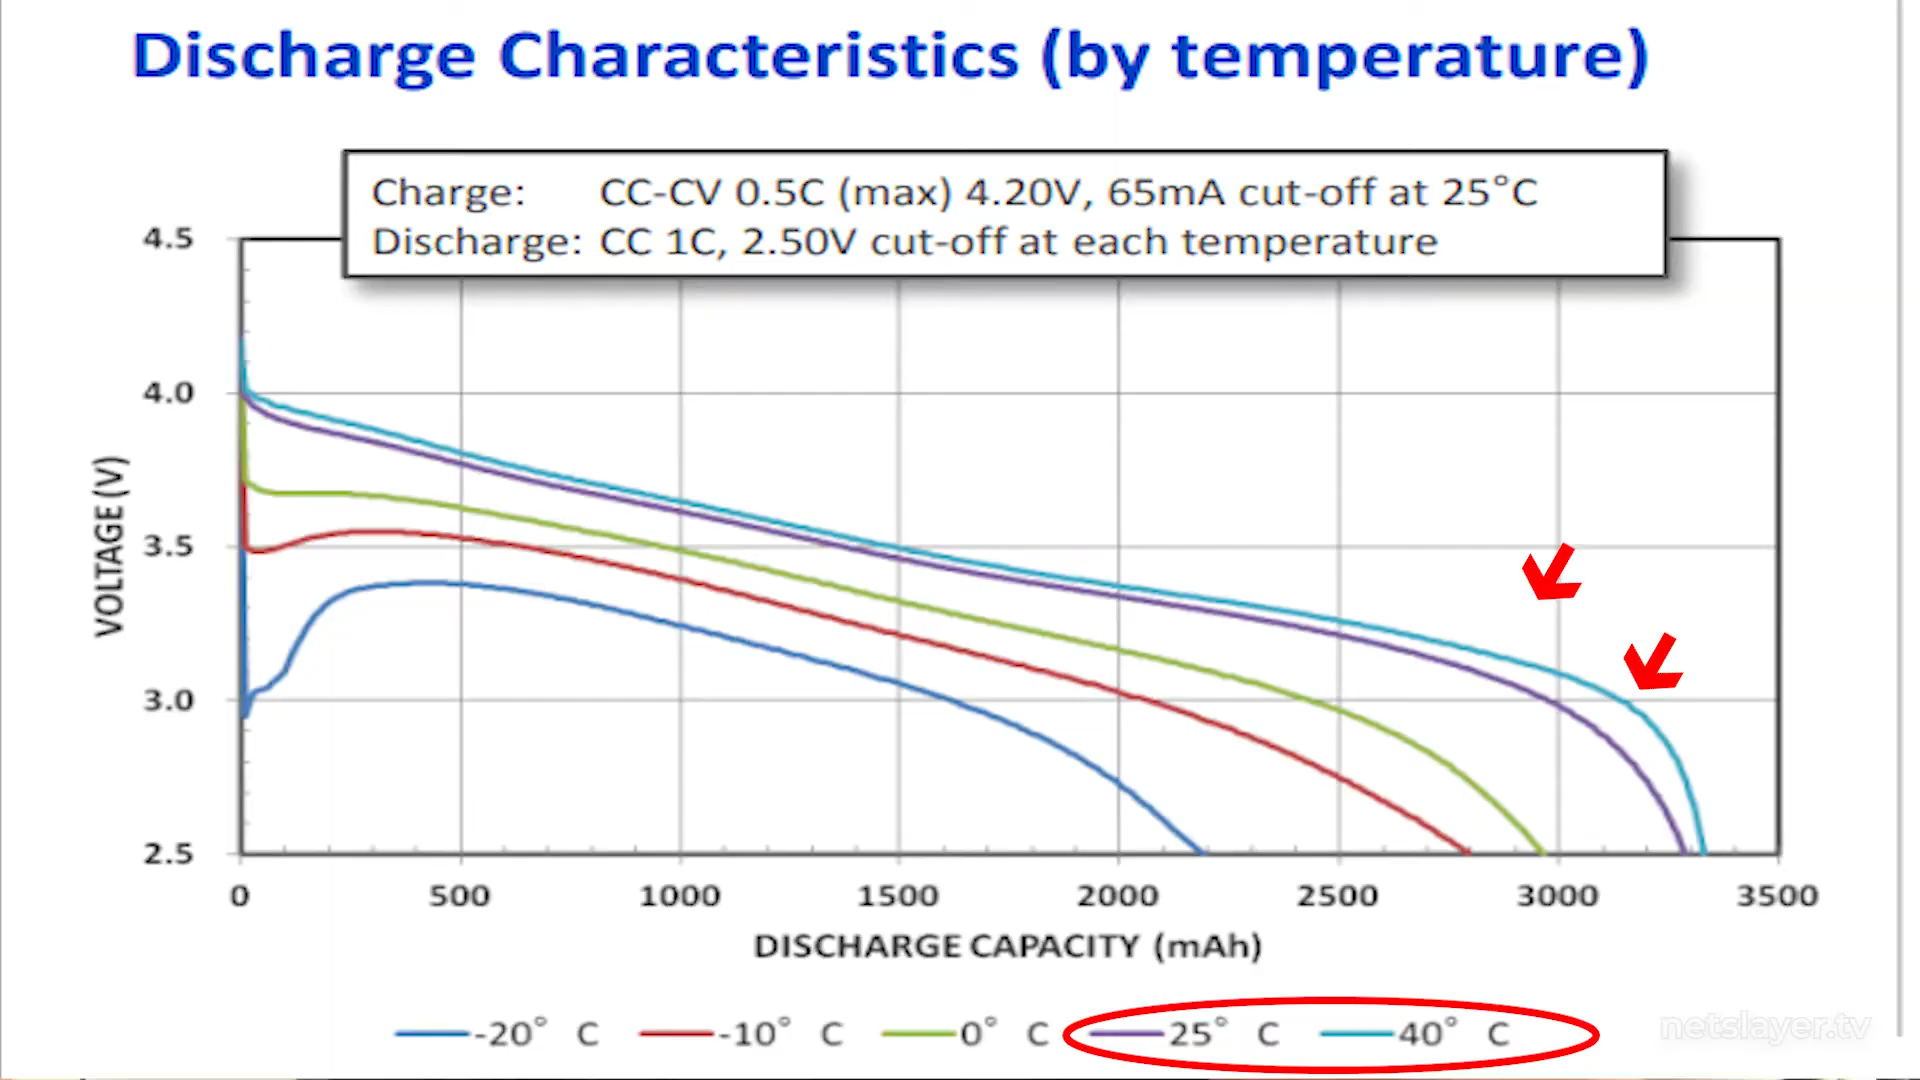 Discharge Characteristics (by temperature)
Charge: CC-CV 0.5C (max) 4.20V, 65mA cut-off at 25°C
Discharge: CC 1C, 2.50V cut-off at each temperature
4.5
4.0
3.5
3.0
2.5
VOLTAGE (V)
0 500 1000 1500 2000 2500 3000 3500
DISCHARGE CAPACITY (mAh)
-20° C -10° C 0° C 25° C 40° C
netslayer.tv